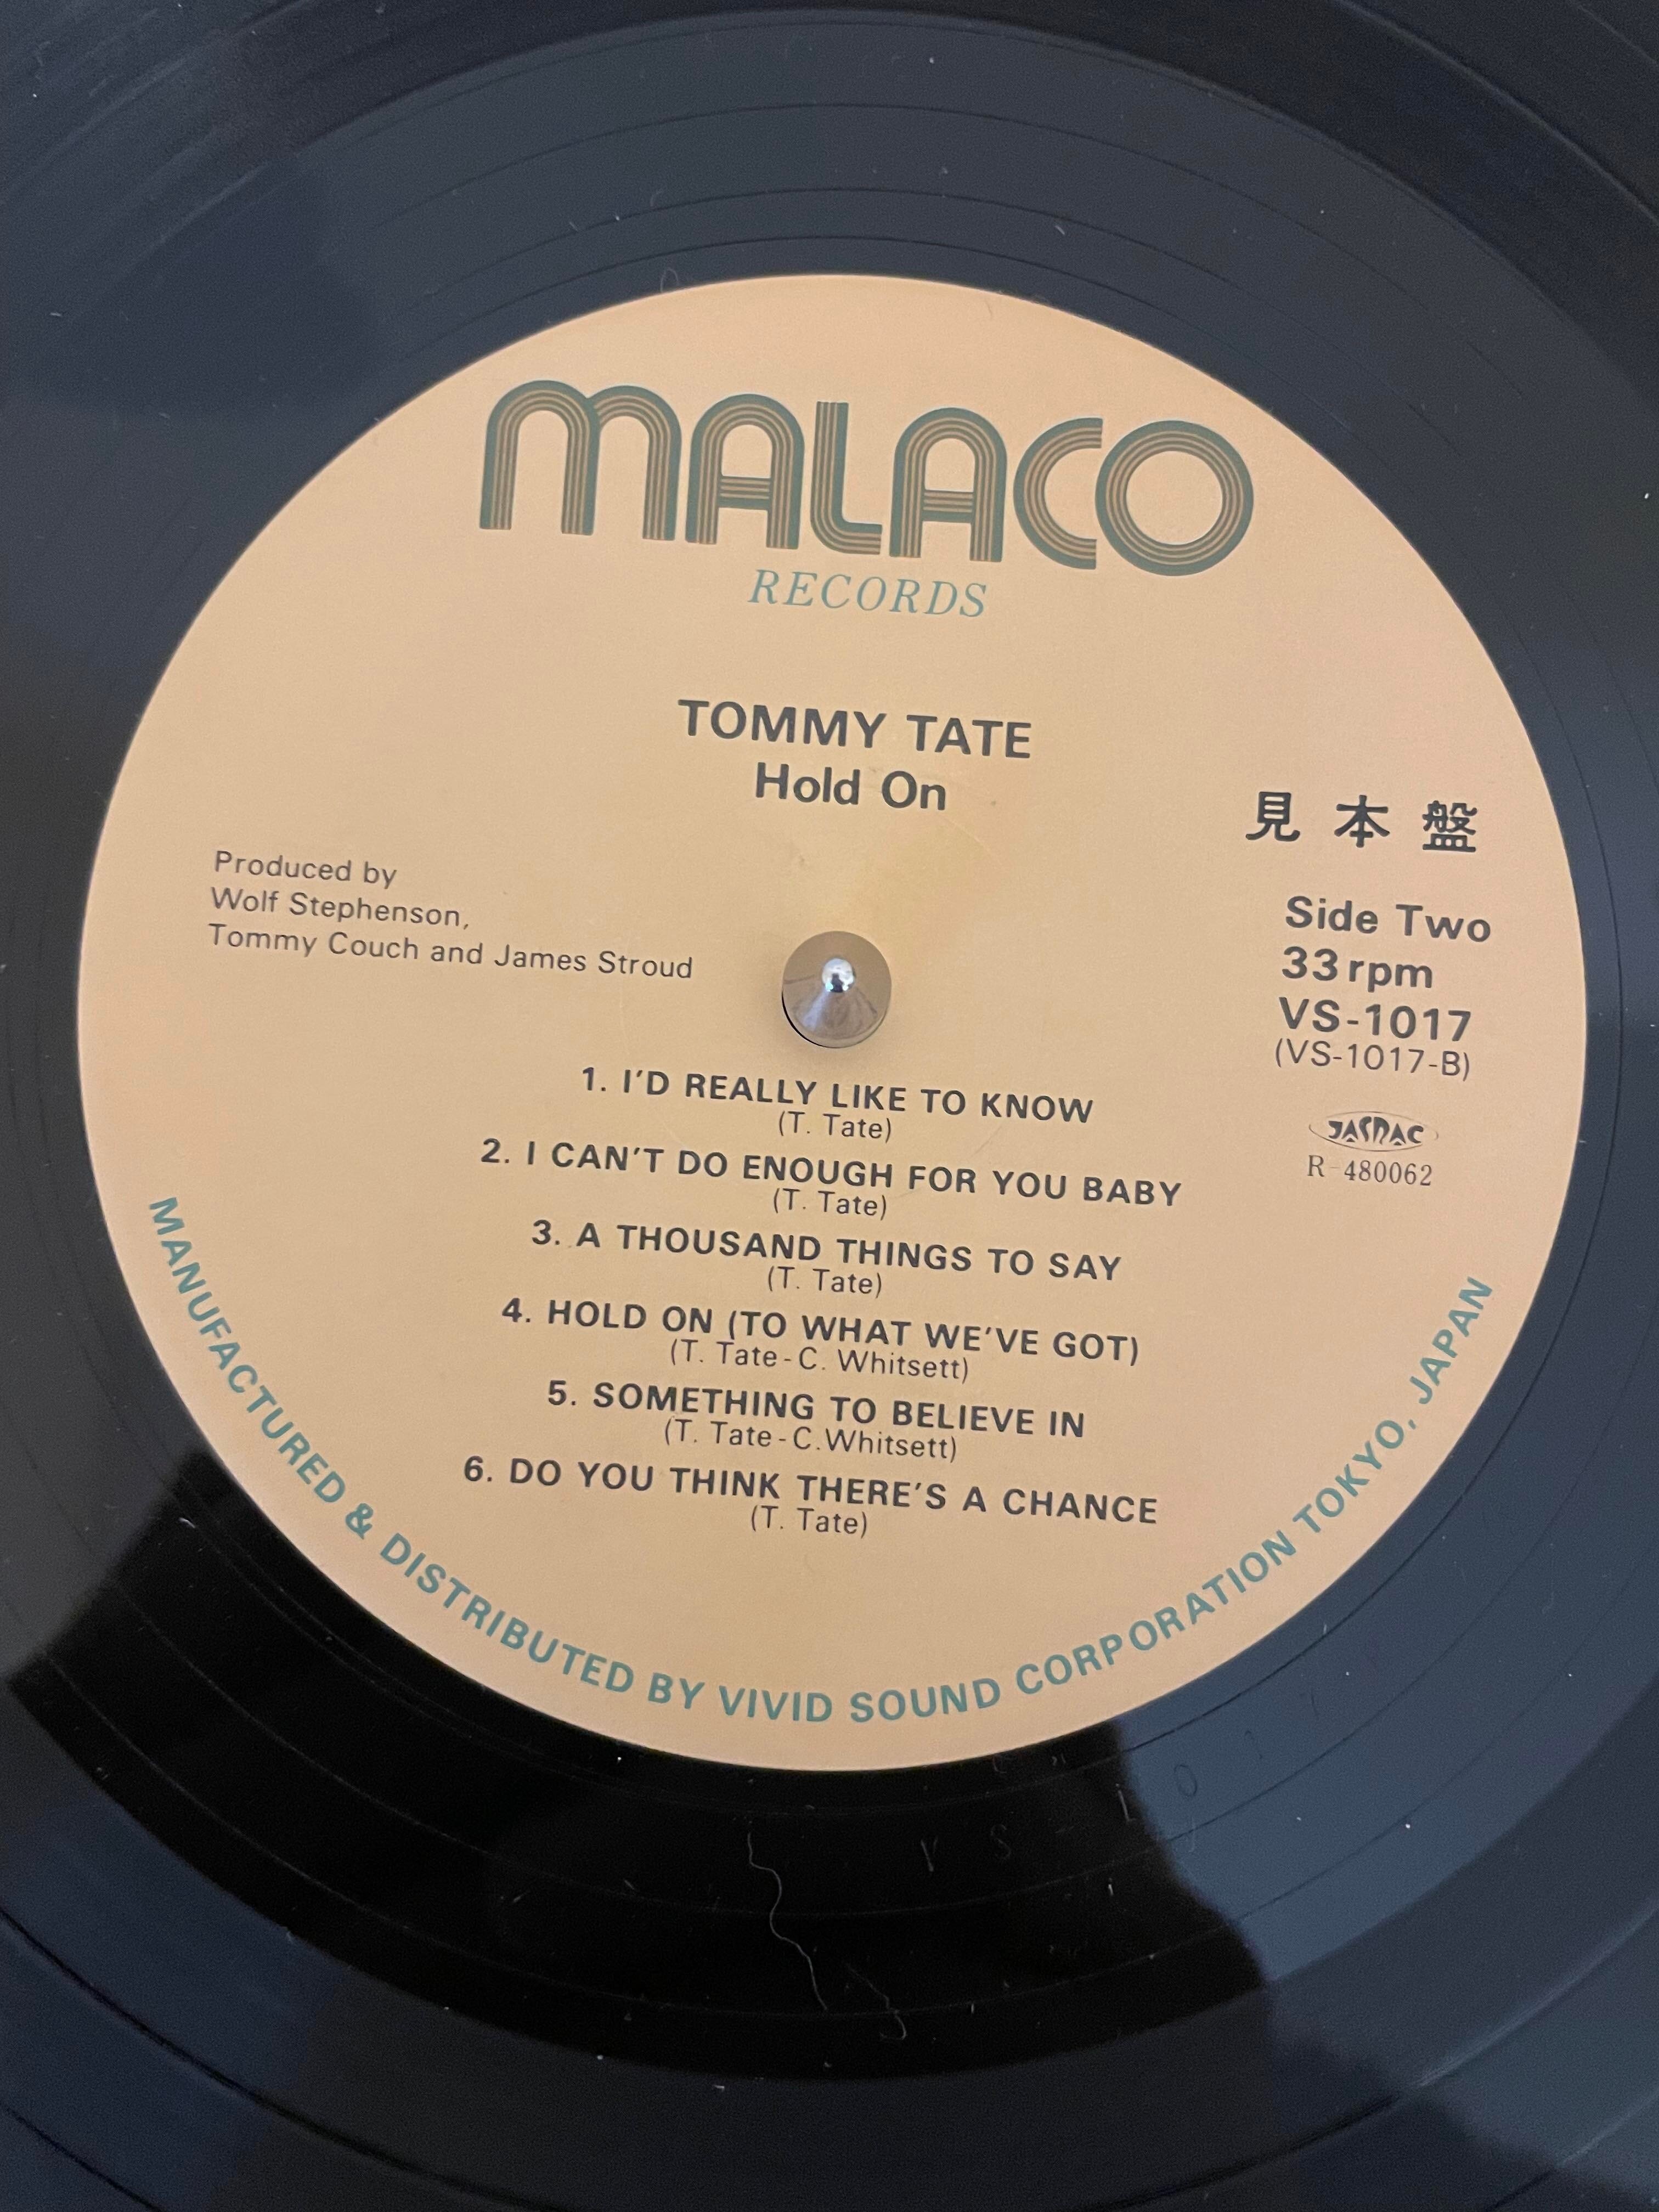 MALACO
RECORDS
TOMMY TATE
Hold On
見本盤
Produced by
Wolf Stephenson,
Tommy Couch and James Stroud
Side Two
33rpm
VS-1017
(VS-1017-B)
JASRAC
R-480062
1. I'D REALLY LIKE TO KNOW
(T. Tate)
2. I CAN'T DO ENOUGH FOR YOU BABY
(T. Tate)
3. A THOUSAND THINGS TO SAY
(T. Tate)
4. HOLD ON (TO WHAT WE'VE GOT)
(T. Tate-C. Whitsett)
5. SOMETHING TO BELIEVE IN
(T. Tate-C.Whitsett)
6. DO YOU THINK THERE'S A CHANCE
(T. Tate)
MANUFACTURED & DISTRIBUTED BY VIVID SOUND CORPORATION TOKYO, JAPAN